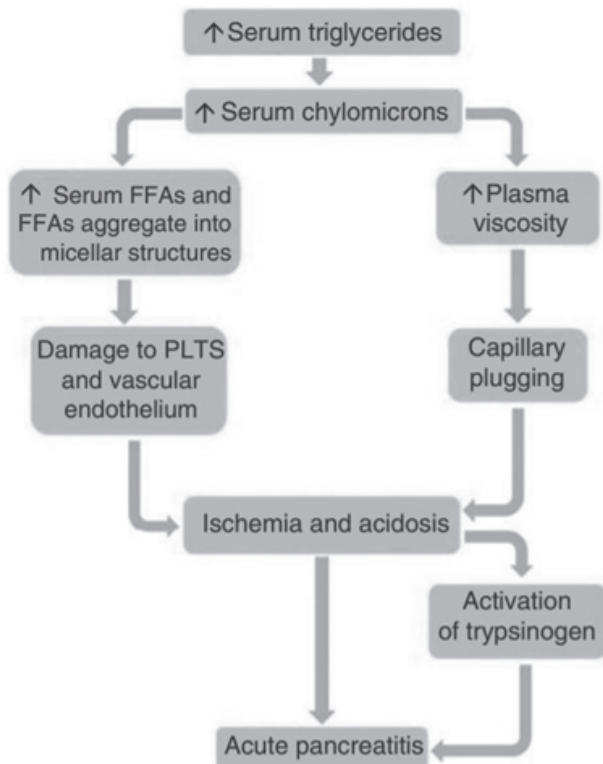 ↑ Serum triglycerides
↑ Serum chylomicrons
↑ Serum FFAs and
FFAs aggregate into
micellar structures
↑ Plasma
viscosity
Damage to PLTS
and vascular
endothelium
Capillary
plugging
Ischemia and acidosis
Activation
of trypsinogen
Acute pancreatitis